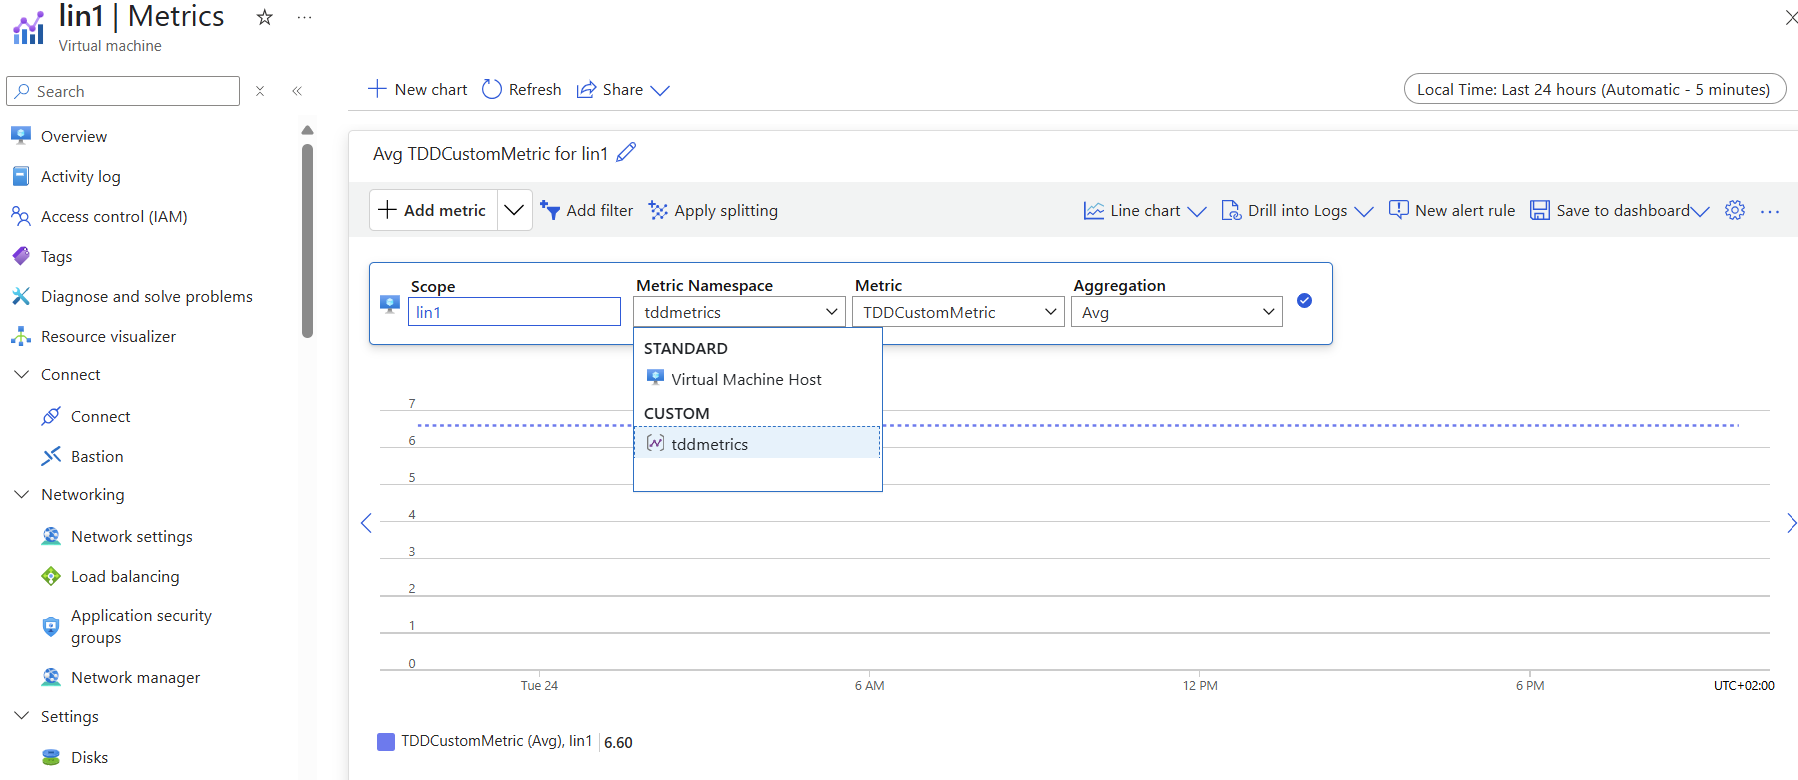 lin1 | Metrics
Virtual machine
Search
Overview
Activity log
Access control (IAM)
Tags
Diagnose and solve problems
Resource visualizer
Connect
Connect
Bastion
Networking
Network settings
Load balancing
Application security
groups
Network manager
Settings
Disks
New chart Refresh Share
Local Time: Last 24 hours (Automatic - 5 minutes)
Avg TDDCustomMetric for lin1
Add metric Add filter Apply splitting Line chart Drill into Logs New alert rule Save to dashboard
Scope Metric Namespace Metric Aggregation
lin1 tddmetrics TDDCustomMetric Avg
STANDARD
Virtual Machine Host
CUSTOM
tddmetrics
7
6
5
4
3
2
1
0
Tue 24 6 AM 12 PM 6 PM UTC+02:00
TDDCustomMetric (Avg), lin1 6.60